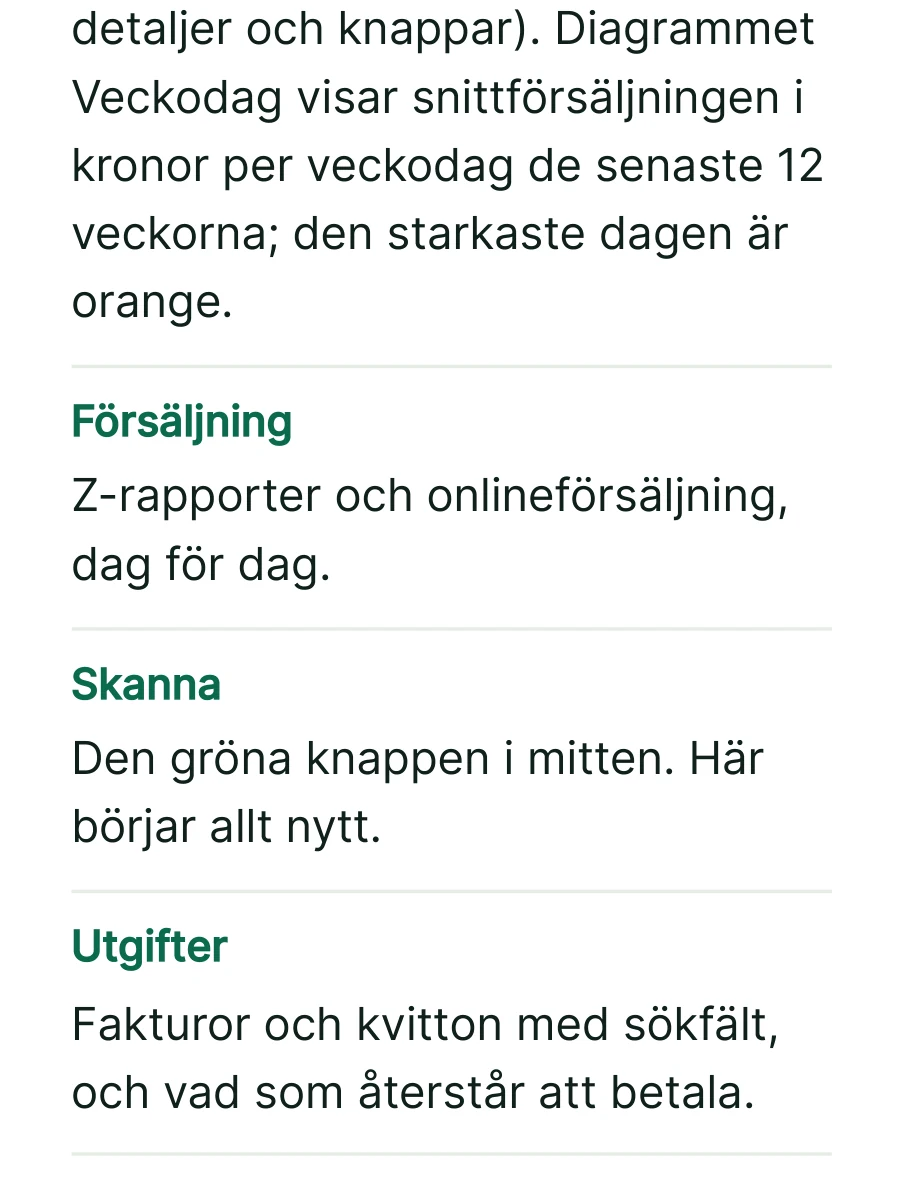 detaljer och knappar). Diagrammet
Veckodag visar snittförsäljningen i
kronor per veckodag de senaste 12
veckorna; den starkaste dagen är
orange.
Försäljning
Z-rapporter och onlineförsäljning,
dag för dag.
Skanna
Den gröna knappen i mitten. Här
börjar allt nytt.
Utgifter
Fakturor och kvitton med sökfält,
och vad som återstår att betala.